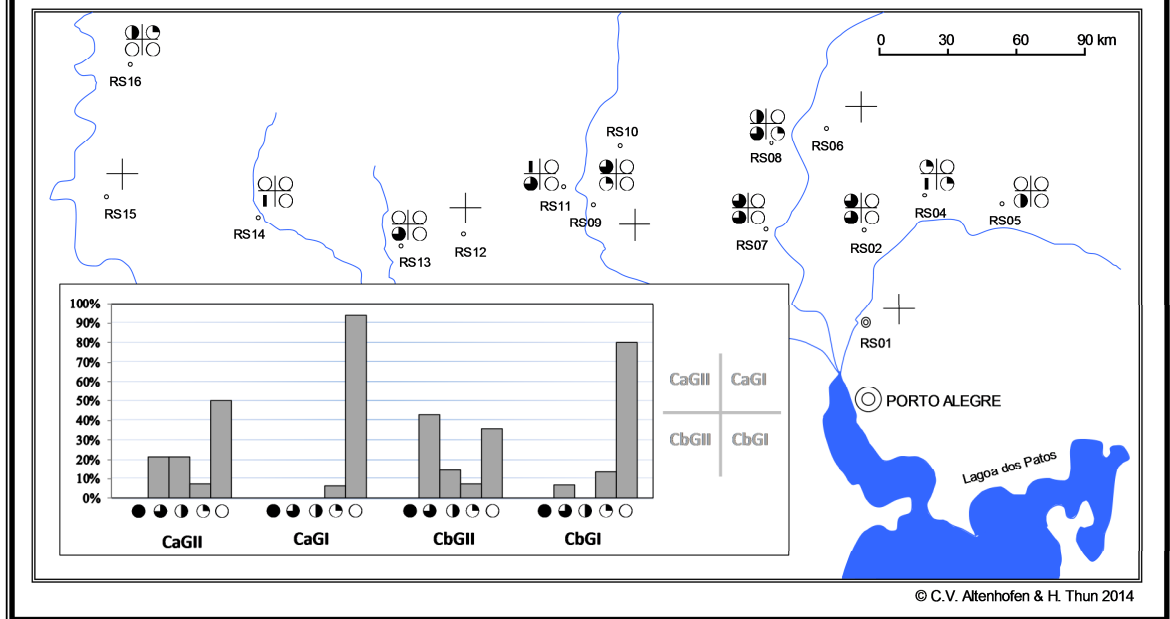 0 30 60 90 km
RS16
RS10
RS08
RS06
RS15
RS14
RS13
RS12
RS11
RS09
RS07
RS02
RS04
RS05
RS01
100%
90%
80%
70%
60%
50%
40%
30%
20%
10%
0%
CaGII CaGI CbGII CbGI
CaGII CaGI
CbGII CbGI
PORTO ALEGRE
Lagoa dos Patos
© C.V. Altenhofen & H. Thun 2014